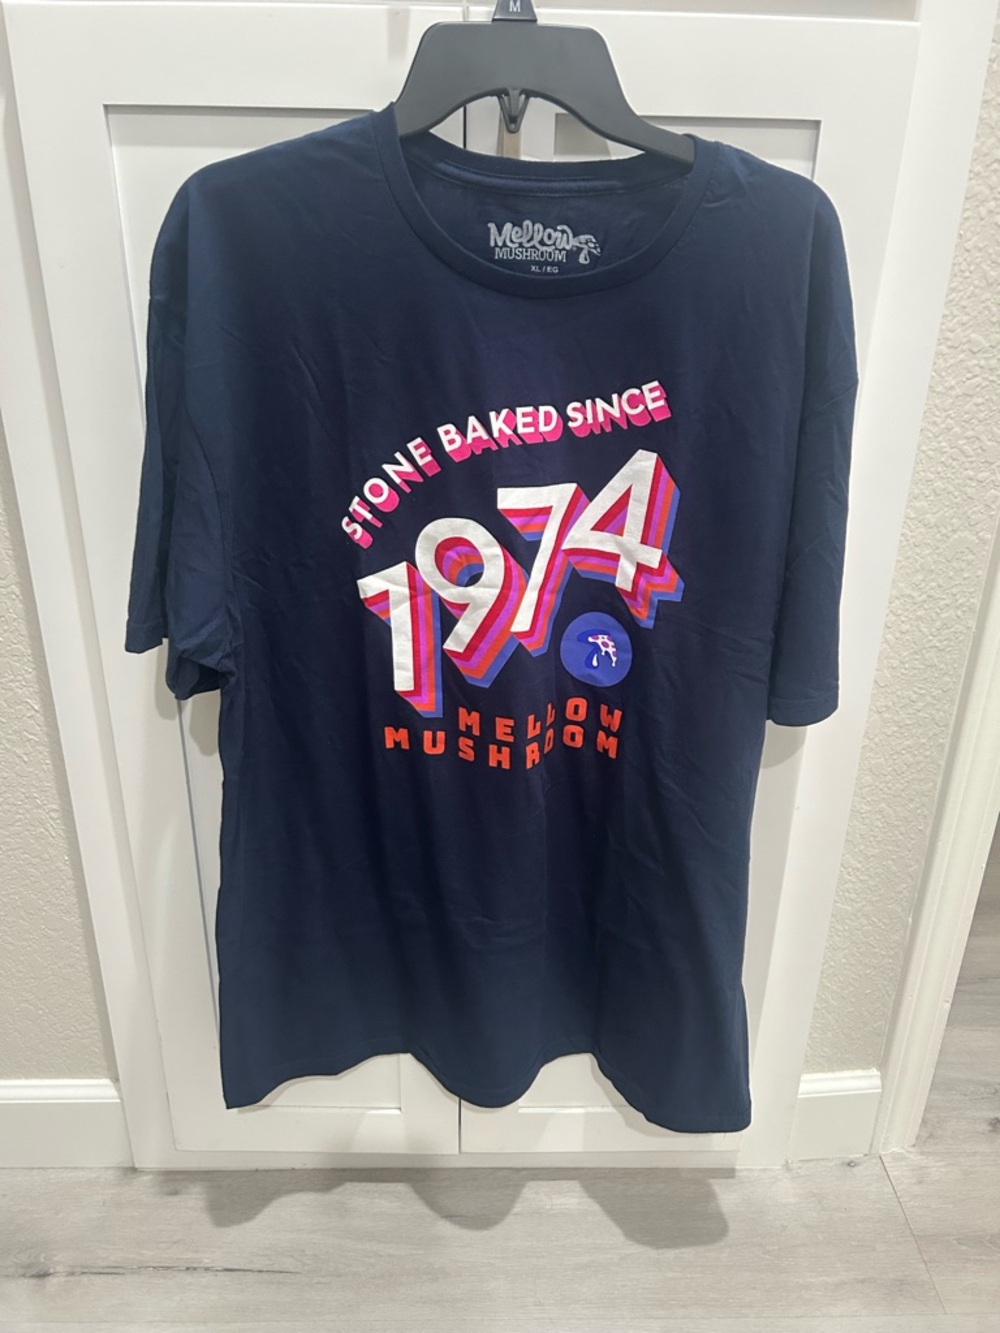 M
Mellow
MUSHROOM
XL / EG
STONE BAKED SINCE
1974
MELLOW
MUSHROOM